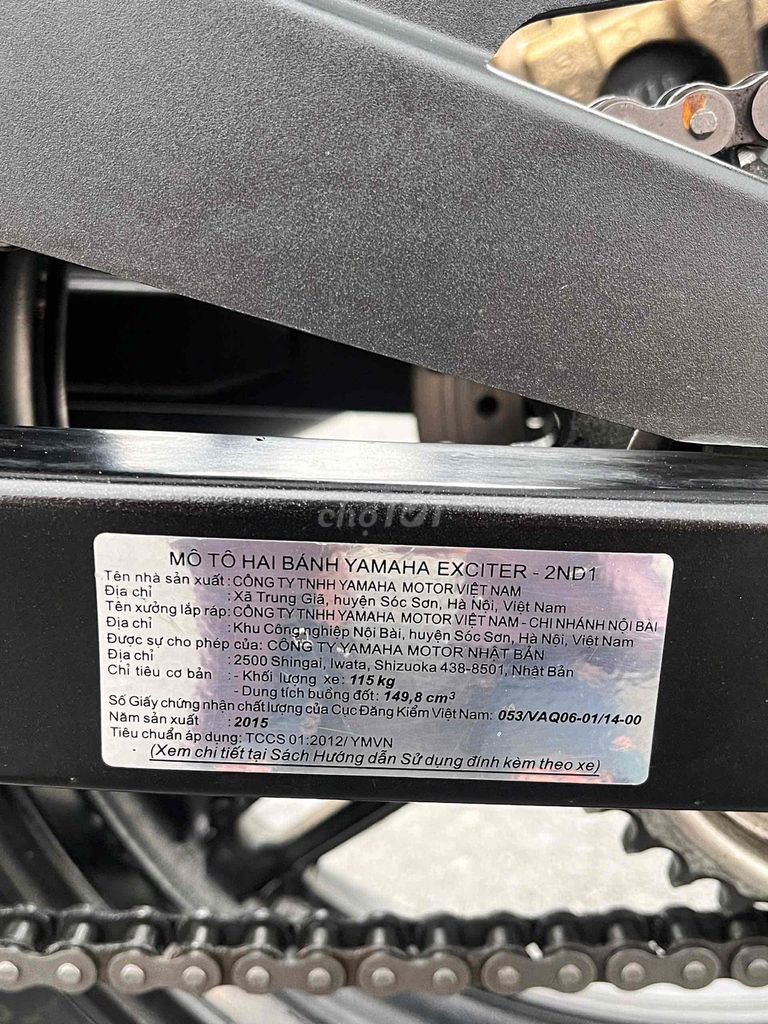 chợTỐT
MÔ TÔ HAI BÁNH YAMAHA EXCITER - 2ND1
Tên nhà sản xuất : CÔNG TY TNHH YAMAHA MOTOR VIỆT NAM
Địa chỉ : Xã Trung Giã, huyện Sóc Sơn, Hà Nội, Việt Nam
Tên xưởng lắp ráp: CÔNG TY TNHH YAMAHA MOTOR VIỆT NAM - CHI NHÁNH NỘI BÀI
Địa chỉ : Khu Công nghiệp Nội Bài, huyện Sóc Sơn, Hà Nội, Việt Nam
Được sự cho phép của: CÔNG TY YAMAHA MOTOR NHẬT BẢN
Địa chỉ : 2500 Shingai, Iwata, Shizuoka 438-8501, Nhật Bản
Chỉ tiêu cơ bản : - Khối lượng xe: 115 kg
- Dung tích buồng đốt: 149,8 cm³
Số Giấy chứng nhận chất lượng của Cục Đăng Kiểm Việt Nam: 053/VAQ06-01/14-00
Năm sản xuất : 2015
Tiêu chuẩn áp dụng: TCCS 01:2012/ YMVN
(Xem chi tiết tại Sách Hướng dẫn Sử dụng đính kèm theo xe)